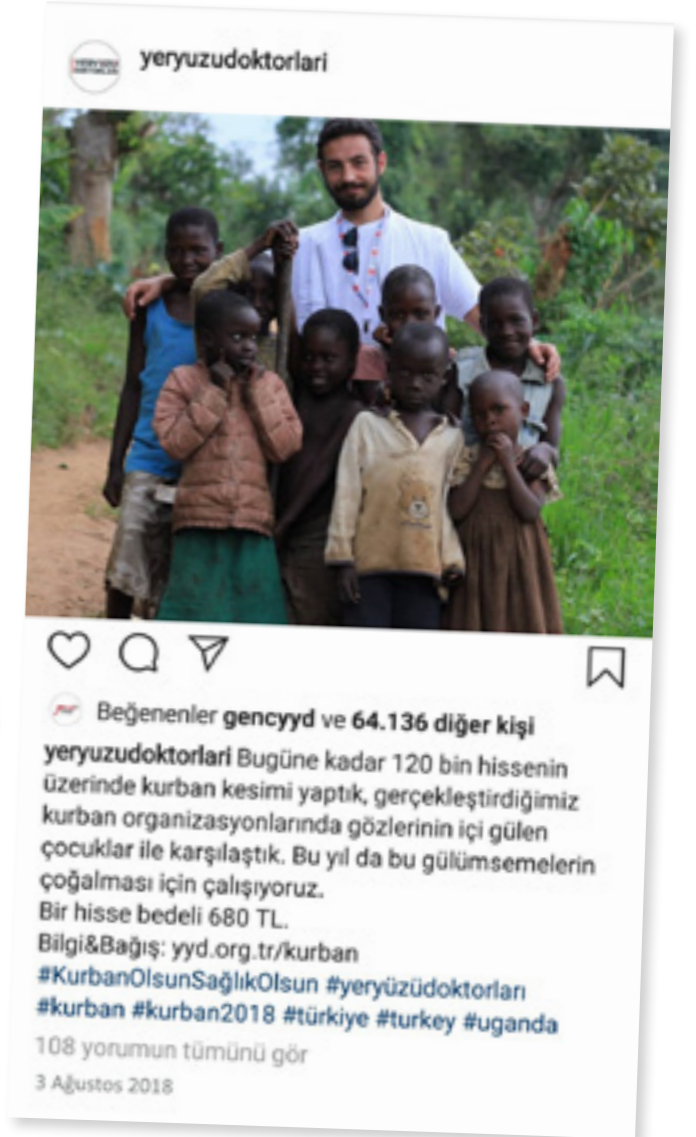 yeryuzudoktorlari
Beğenenler gencyyd ve 64.136 diğer kişi
yeryuzudoktorlari Bugüne kadar 120 bin hissenin
üzerinde kurban kesimi yaptık, gerçekleştirdiğimiz
kurban organizasyonlarında gözlerinin içi gülen
çocuklar ile karşılaştık. Bu yıl da bu gülümsemelerin
çoğalması için çalışıyoruz.
Bir hisse bedeli 680 TL.
Bilgi&Bağış: yyd.org.tr/kurban
#KurbanOlsunSağlıkOlsun #yeryüzüdoktorları
#kurban #kurban2018 #türkiye #turkey #uganda
108 yorumun tümünü gör
3 Ağustos 2018